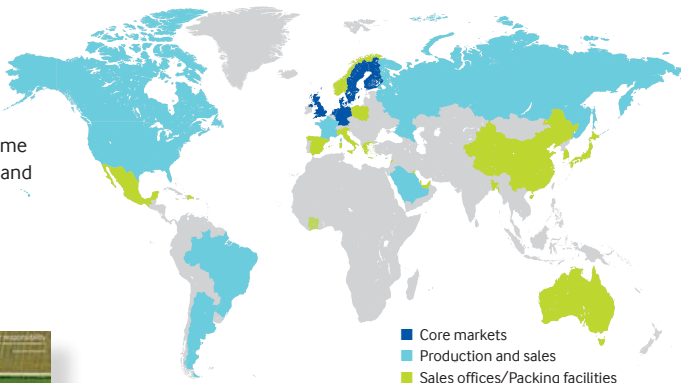 me
and
Core markets
Production and sales
Sales offices/Packing facilities